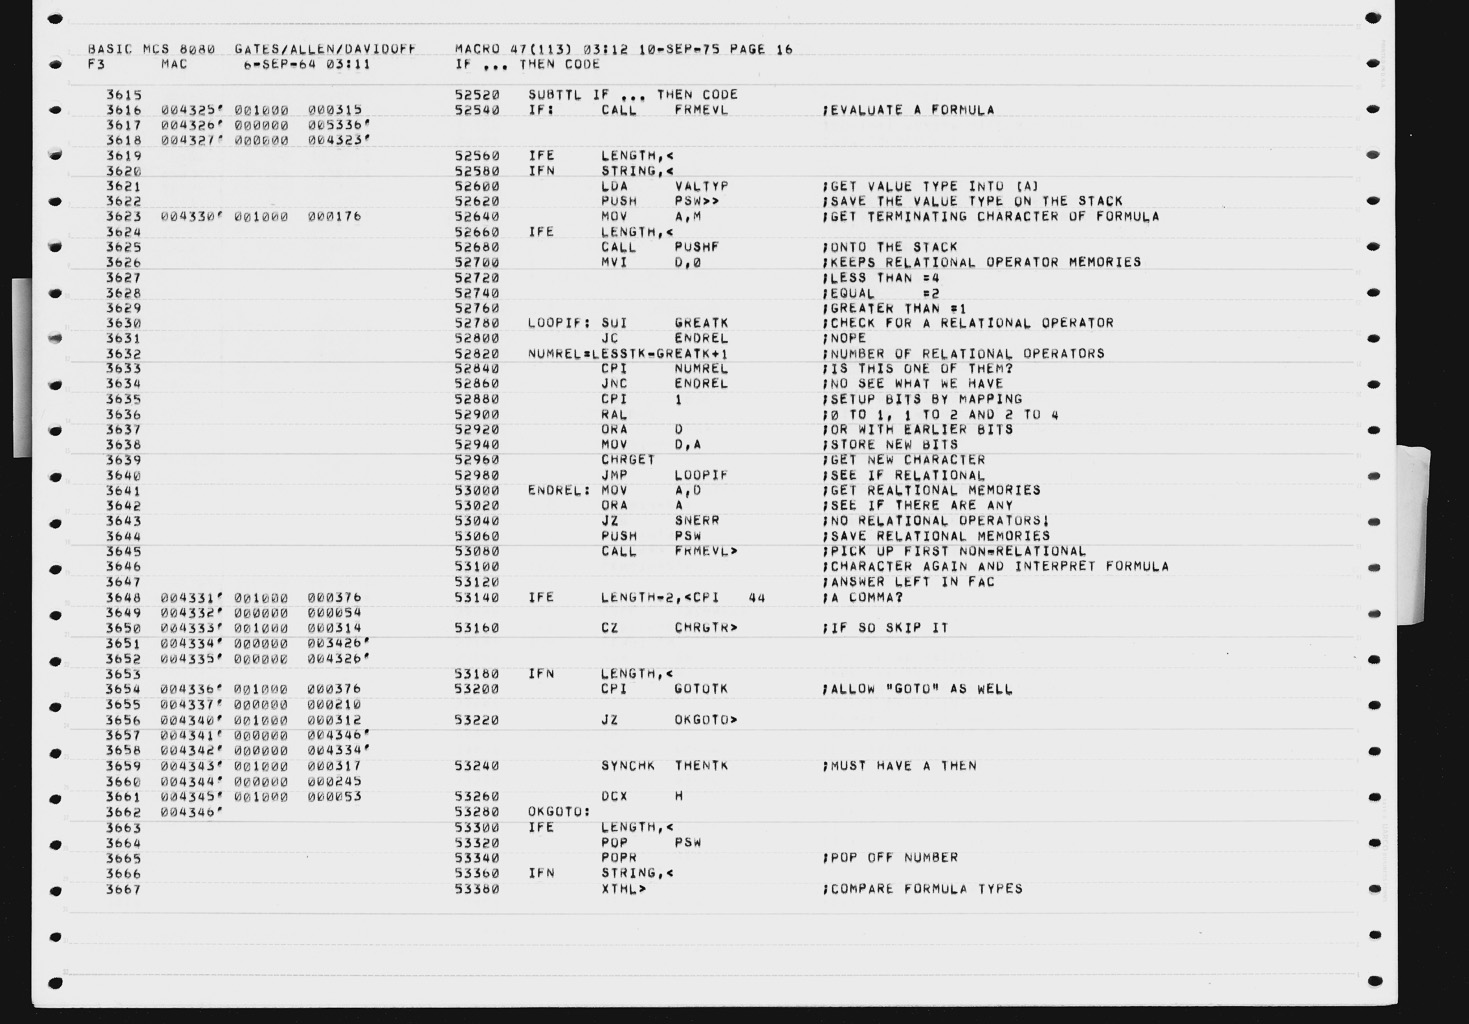 BASIC MCS 8080  GATES/ALLEN/DAVIDOFF     MACRO 47(113) 03:12 10-SEP-75 PAGE 16
F3      MAC      6-SEP-64 03:11          IF ... THEN CODE
3615                            52520   SUBTTL IF ... THEN CODE
3616  004325' 001000  000315    52540   IF:     CALL    FRMEVL          ;EVALUATE A FORMULA
3617  004326' 000000  005336'
3618  004327' 000000  004323'
3619                            52560   IFE     LENGTH,<
3620                            52580   IFN     STRING,<
3621                            52600           LDA     VALTYP          ;GET VALUE TYPE INTO [A]
3622                            52620           PUSH    PSW>>           ;SAVE THE VALUE TYPE ON THE STACK
3623  004330' 001000  000176    52640           MOV     A,M             ;GET TERMINATING CHARACTER OF FORMULA
3624                            52660   IFE     LENGTH,<
3625                            52680           CALL    PUSHF           ;ONTO THE STACK
3626                            52700           MVI     D,0             ;KEEPS RELATIONAL OPERATOR MEMORIES
3627                            52720                                   ;LESS THAN =4
3628                            52740                                   ;EQUAL     =2
3629                            52760                                   ;GREATER THAN =1
3630                            52780   LOOPIF: SUI     GREATK          ;CHECK FOR A RELATIONAL OPERATOR
3631                            52800           JC      ENDREL          ;NOPE
3632                            52820   NUMREL=LESSTK-GREATK+1          ;NUMBER OF RELATIONAL OPERATORS
3633                            52840           CPI     NUMREL          ;IS THIS ONE OF THEM?
3634                            52860           JNC     ENDREL          ;NO SEE WHAT WE HAVE
3635                            52880           CPI     1               ;SETUP BITS BY MAPPING
3636                            52900           RAL                     ;0 TO 1, 1 TO 2 AND 2 TO 4
3637                            52920           ORA     D               ;OR WITH EARLIER BITS
3638                            52940           MOV     D,A             ;STORE NEW BITS
3639                            52960           CHRGET                  ;GET NEW CHARACTER
3640                            52980           JMP     LOOPIF          ;SEE IF RELATIONAL
3641                            53000   ENDREL: MOV     A,D             ;GET REALTIONAL MEMORIES
3642                            53020           ORA     A               ;SEE IF THERE ARE ANY
3643                            53040           JZ      SNERR           ;NO RELATIONAL OPERATORS!
3644                            53060           PUSH    PSW             ;SAVE RELATIONAL MEMORIES
3645                            53080           CALL    FRMEVL>         ;PICK UP FIRST NON-RELATIONAL
3646                            53100                                   ;CHARACTER AGAIN AND INTERPRET FORMULA
3647                            53120                                   ;ANSWER LEFT IN FAC
3648  004331' 001000  000376    53140   IFE     LENGTH-2,<CPI   44      ;A COMMA?
3649  004332' 000000  000054
3650  004333' 001000  000314    53160           CZ      CHRGTR>         ;IF SO SKIP IT
3651  004334' 000000  003426'
3652  004335' 000000  004326'
3653                            53180   IFN     LENGTH,<
3654  004336' 001000  000376    53200           CPI     GOTOTK          ;ALLOW "GOTO" AS WELL
3655  004337' 000000  000210
3656  004340' 001000  000312    53220           JZ      OKGOTO>
3657  004341' 000000  004346'
3658  004342' 000000  004334'
3659  004343' 001000  000317    53240           SYNCHK  THENTK          ;MUST HAVE A THEN
3660  004344' 000000  000245
3661  004345' 001000  000053    53260           DCX     H
3662  004346'                   53280   OKGOTO:
3663                            53300   IFE     LENGTH,<
3664                            53320           POP     PSW
3665                            53340           POPR                    ;POP OFF NUMBER
3666                            53360   IFN     STRING,<
3667                            53380           XTHL>                   ;COMPARE FORMULA TYPES